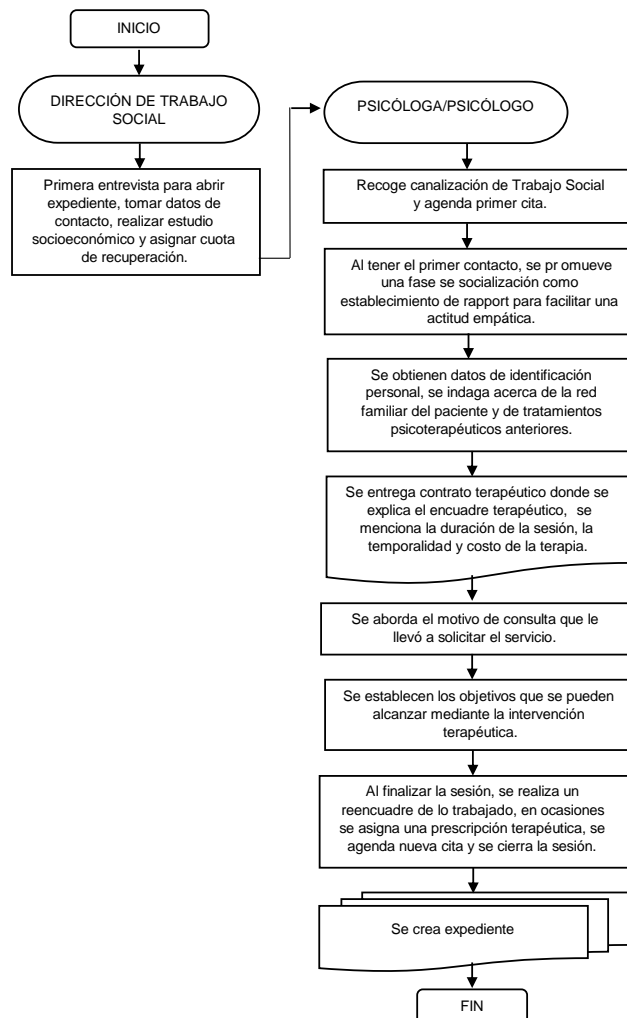 INICIO
DIRECCIÓN DE TRABAJO
SOCIAL
Primera entrevista para abrir
expediente, tomar datos de
contacto, realizar estudio
socioeconómico y asignar cuota
de recuperación.
PSICÓLOGA/PSICÓLOGO
Recoge canalización de Trabajo Social
y agenda primer cita.
Al tener el primer contacto, se pr omueve
una fase se socialización como
establecimiento de rapport para facilitar una
actitud empática.
Se obtienen datos de identificación
personal, se indaga acerca de la red
familiar del paciente y de tratamientos
psicoterapéuticos anteriores.
Se entrega contrato terapéutico donde se
explica el encuadre terapéutico, se
menciona la duración de la sesión, la
temporalidad y costo de la terapia.
Se aborda el motivo de consulta que le
llevó a solicitar el servicio.
Se establecen los objetivos que se pueden
alcanzar mediante la intervención
terapéutica.
Al finalizar la sesión, se realiza un
reencuadre de lo trabajado, en ocasiones
se asigna una prescripción terapéutica, se
agenda nueva cita y se cierra la sesión.
Se crea expediente
FIN